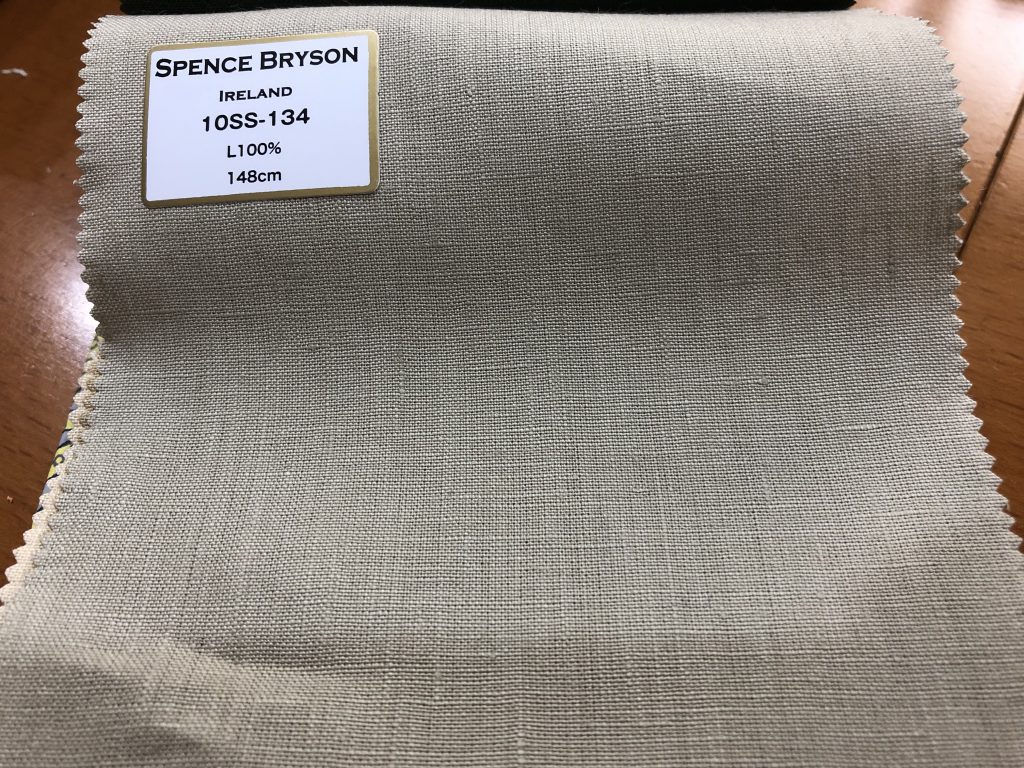 SPENCE BRYSON
IRELAND
10SS-134
L100%
148cm